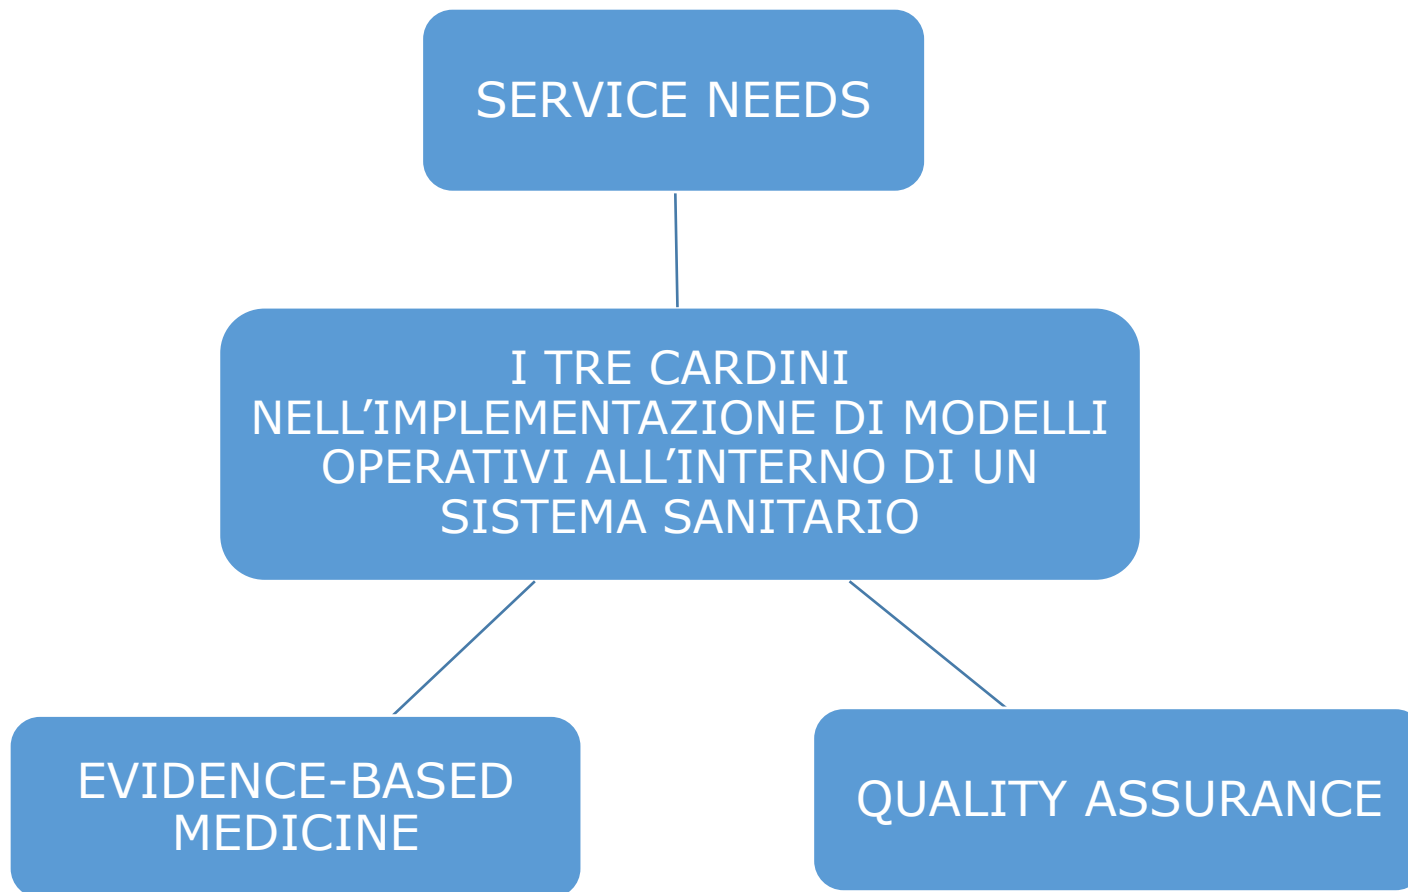 SERVICE NEEDS
I TRE CARDINI
NELL’IMPLEMENTAZIONE DI MODELLI
OPERATIVI ALL’INTERNO DI UN
SISTEMA SANITARIO
EVIDENCE-BASED
MEDICINE
QUALITY ASSURANCE